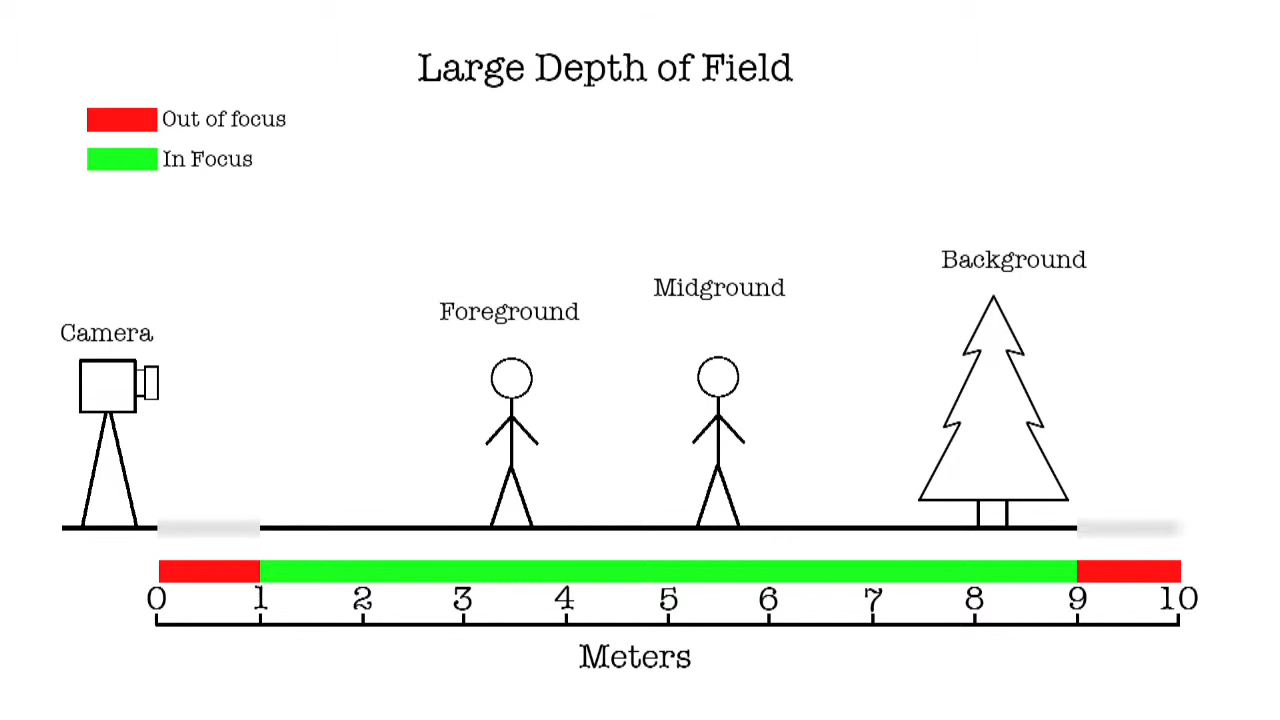 Large Depth of Field
Out of focus
In Focus
Background
Midground
Foreground
Camera
0 1 2 3 4 5 6 7 8 9 10
Meters